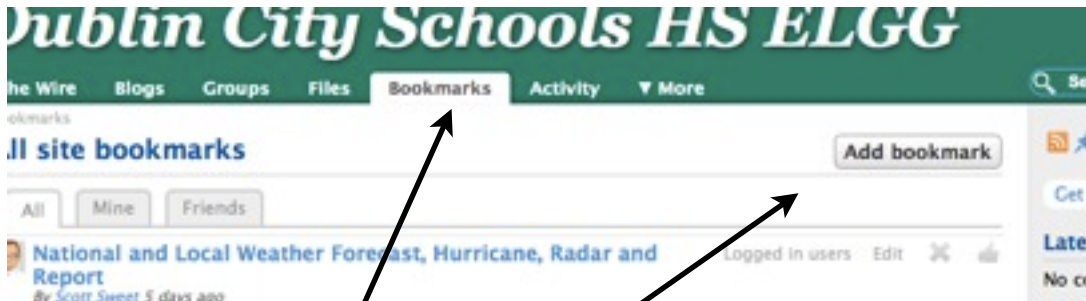 Dublin City Schools HS ELGG
he Wire Blogs Groups Files Bookmarks Activity ▼ More Se
okmarks
ll site bookmarks Add bookmark
All Mine Friends Get
National and Local Weather Forecast, Hurricane, Radar and Logged in users Edit Late
Report No c
By Scott Sweet 5 days ago